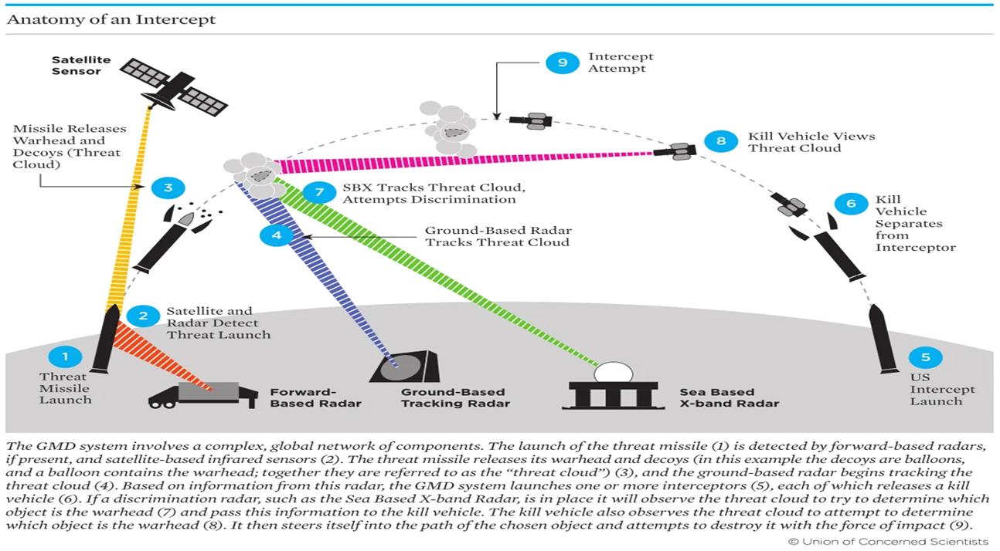 Anatomy of an Intercept
Satellite
Sensor
9
Intercept
Attempt
Missile Releases
Warhead and
Decoys (Threat
Cloud)
8
Kill Vehicle Views
Threat Cloud
3
7
SBX Tracks Threat Cloud,
Attempts Discrimination
6
Kill
Vehicle
Separates
from
Interceptor
4
Ground-Based Radar
Tracks Threat Cloud
2
Satellite and
Radar Detect
Threat Launch
1
Threat
Missile
Launch
5
US
Intercept
Launch
Forward-
Based Radar
Ground-Based
Tracking Radar
Sea Based
X-band Radar
The GMD system involves a complex, global network of components. The launch of the threat missile (1) is detected by forward-based radars,
if present, and satellite-based infrared sensors (2). The threat missile releases its warhead and decoys (in this example the decoys are balloons,
and a balloon contains the warhead; together they are referred to as the “threat cloud”) (3), and the ground-based radar begins tracking the
threat cloud (4). Based on information from this radar, the GMD system launches one or more interceptors (5), each of which releases a kill
vehicle (6). If a discrimination radar, such as the Sea Based X-band Radar, is in place it will observe the threat cloud to try to determine which
object is the warhead (7) and pass this information to the kill vehicle. The kill vehicle also observes the threat cloud to attempt to determine
which object is the warhead (8). It then steers itself into the path of the chosen object and attempts to destroy it with the force of impact (9).
© Union of Concerned Scientists